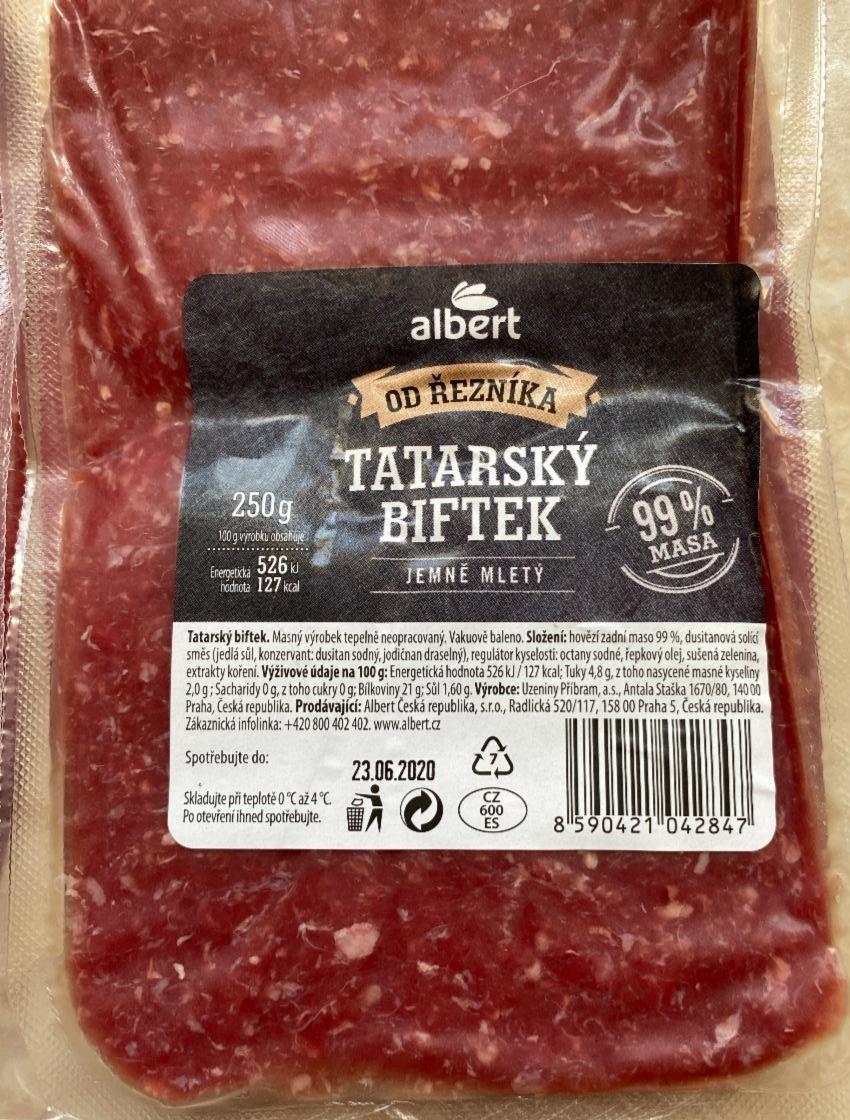 albert
OD ŘEZNÍKA
TATARSKÝ
BIFTEK
JEMNĚ MLETÝ
250g
100 g výrobku obsahuje
Energetická hodnota 526 kJ
127 kcal
99% MASA
Tatarský biftek. Masný výrobek tepelně neopracovaný. Vakuově baleno. Složení: hovězí zadní maso 99 %, dusitanová solící
směs (jedlá sůl, konzervant: dusitan sodný, jodičnan draselný), regulátor kyselosti: octany sodné, řepkový olej, sušená zelenina,
extrakty koření. Výživové údaje na 100 g: Energetická hodnota 526 kJ / 127 kcal; Tuky 4,8 g, z toho nasycené masné kyseliny
2,0 g; Sacharidy 0 g, z toho cukry 0 g; Bílkoviny 21 g; Sůl 1,60 g. Výrobce: Uzeniny Příbram, a.s., Antala Staška 1670/80, 140 00
Praha, Česká republika. Prodávající: Albert Česká republika, s.r.o., Radlická 520/117, 158 00 Praha 5, Česká republika.
Zákaznická infolinka: +420 800 402 402. www.albert.cz
Spotřebujte do:
23.06.2020
7
Skladujte při teplotě 0 °C až 4 °C.
Po otevření ihned spotřebujte.
CZ
600
ES
8 590421 042847